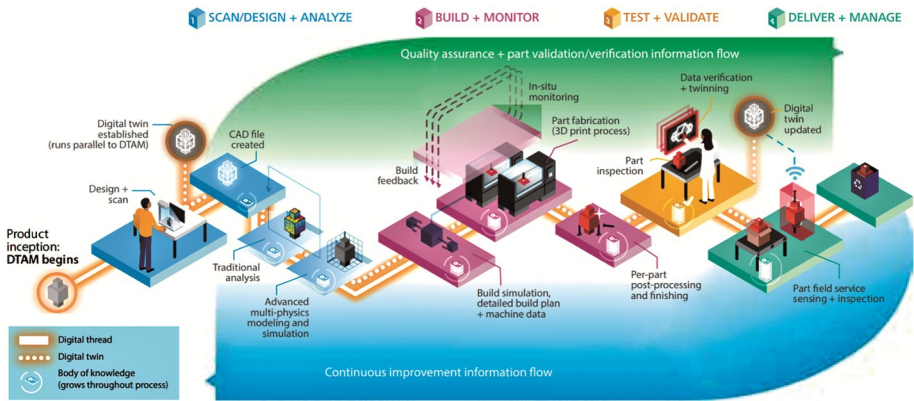 1 SCAN/DESIGN + ANALYZE
2 BUILD + MONITOR
3 TEST + VALIDATE
4 DELIVER + MANAGE
Quality assurance + part validation/verification information flow
Digital twin
established
(runs parallel to DTAM)
CAD file
created
Design +
scan
Product
inception:
DTAM begins
Traditional
analysis
Advanced
multi-physics
modeling and
simulation
Build
feedback
In-situ
monitoring
Part fabrication
(3D print process)
Build simulation,
detailed build plan
+ machine data
Per-part
post-processing
and finishing
Data verification
+ twinning
Part
inspection
Digital
twin
updated
Part field service
sensing + inspection
Digital thread
Digital twin
Body of knowledge
(grows throughout process)
Continuous improvement information flow